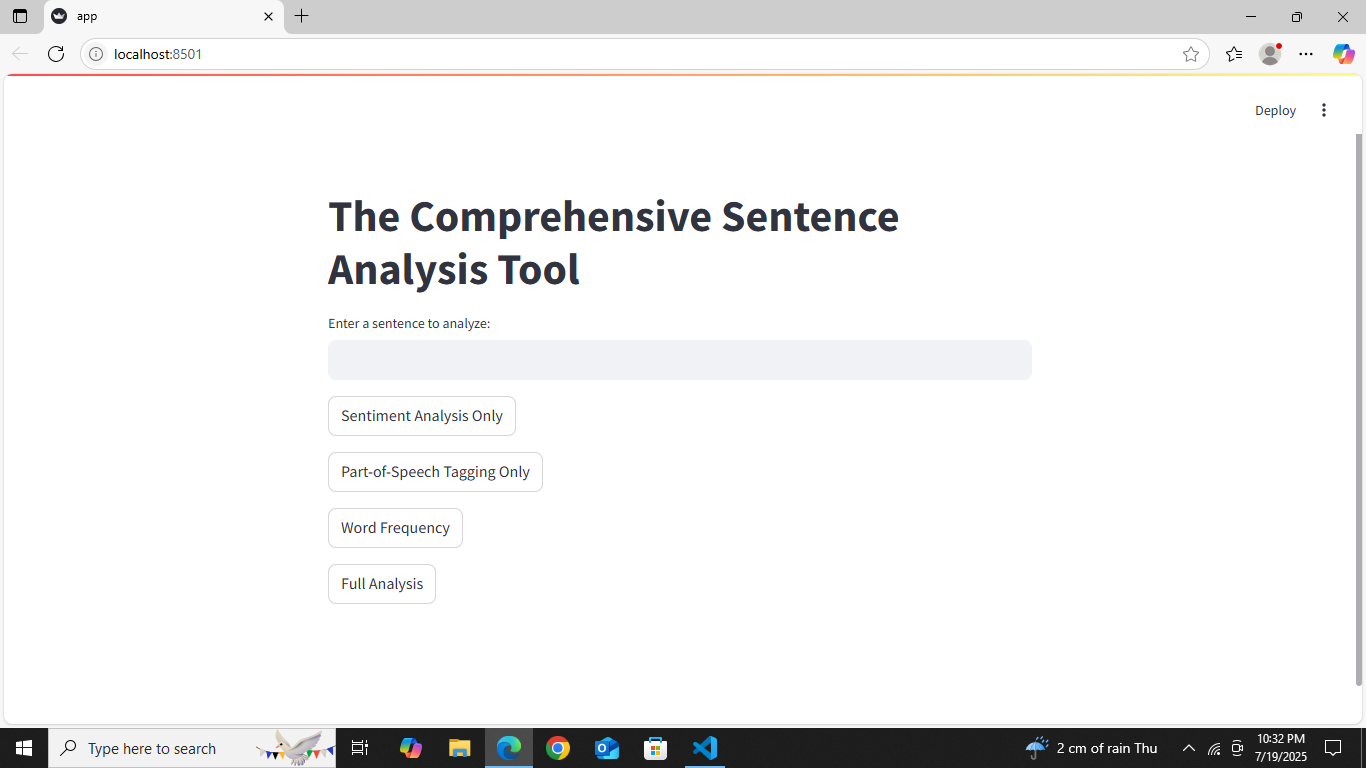 app
localhost:8501
Deploy
The Comprehensive Sentence
Analysis Tool
Enter a sentence to analyze:
Sentiment Analysis Only
Part-of-Speech Tagging Only
Word Frequency
Full Analysis
Type here to search
2 cm of rain Thu
10:32 PM
7/19/2025